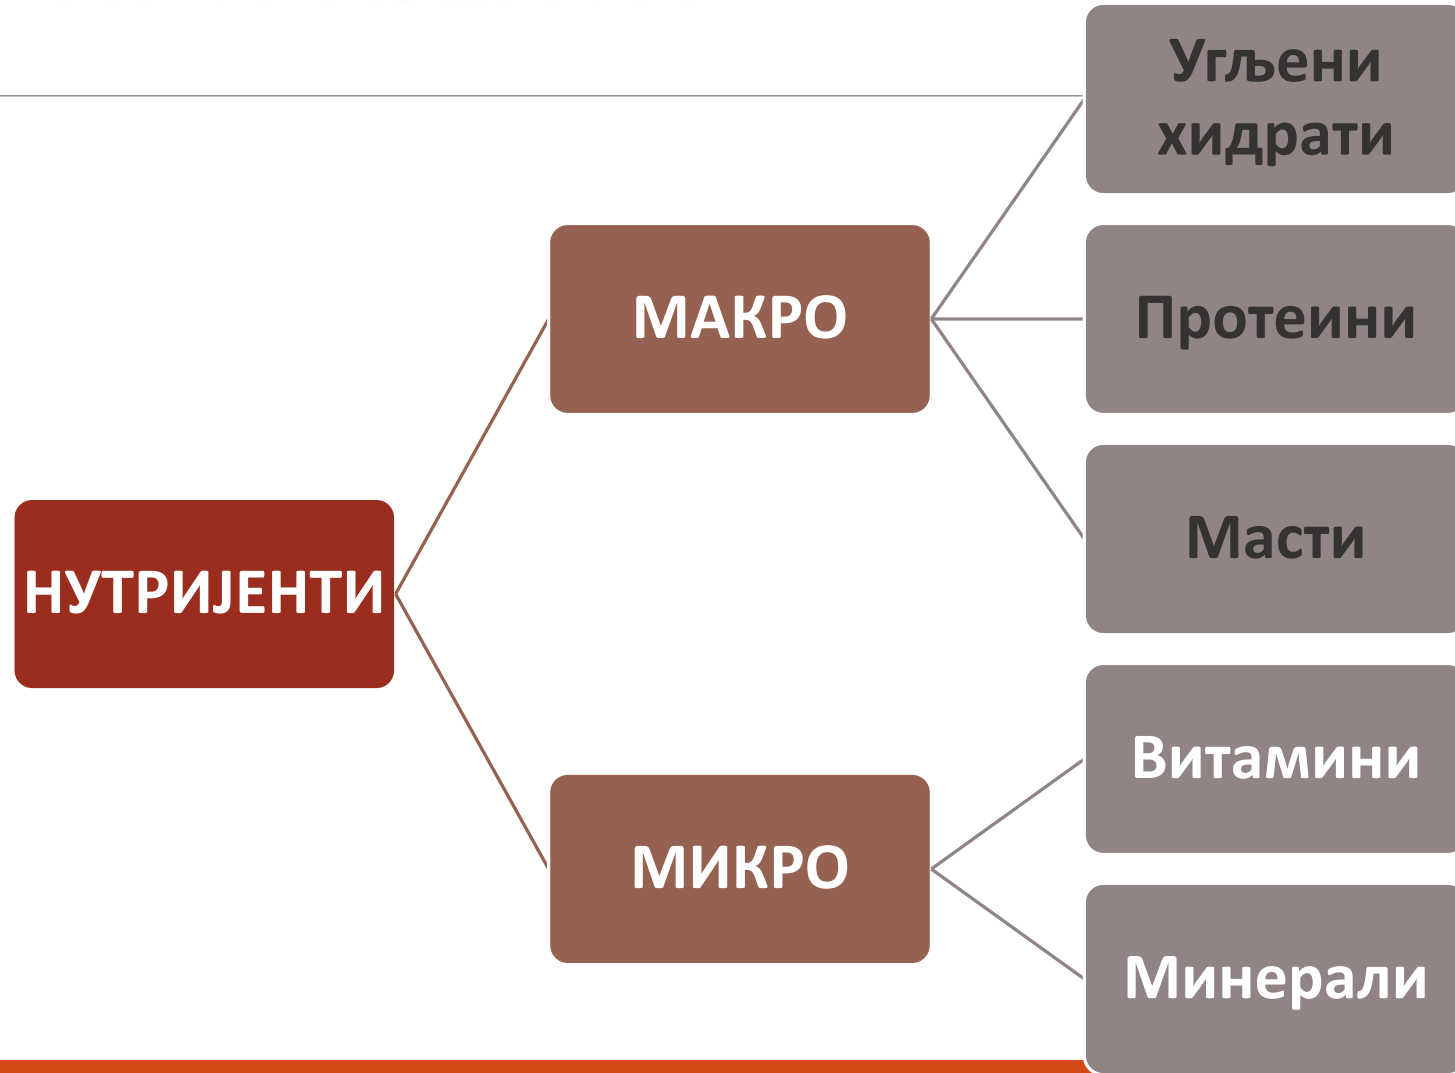 НУТРИЈЕНТИ
МАКРО
Угљени
хидрати
Протеини
Масти
МИКРО
Витамини
Минерали